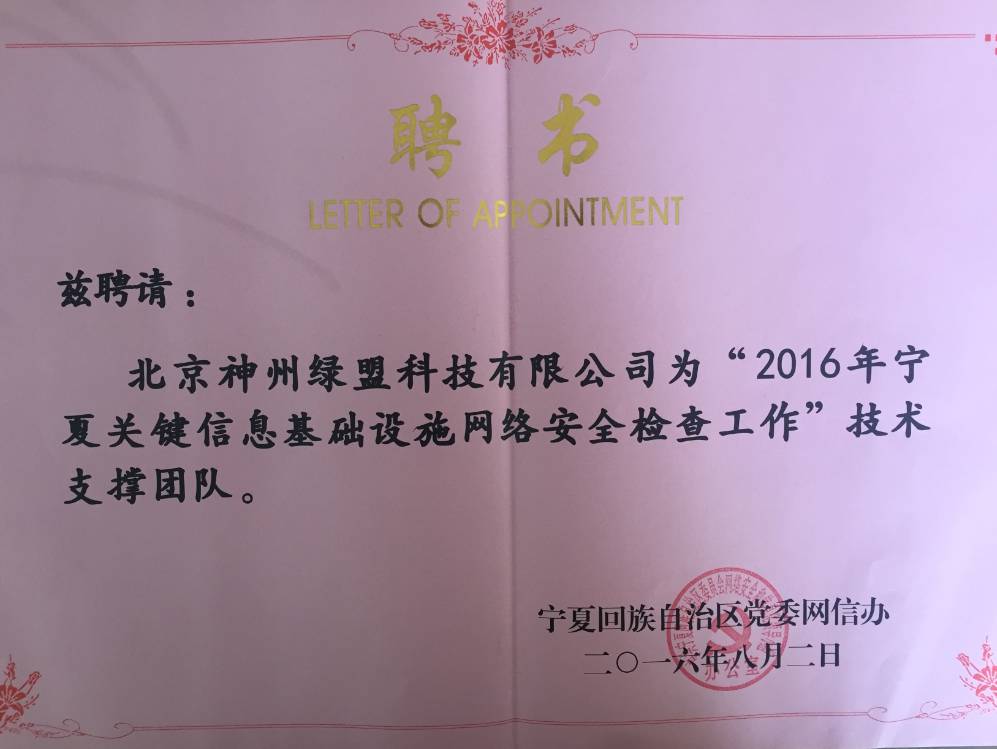 聘书
LETTER OF APPOINTMENT
兹聘请：
北京神州绿盟科技有限公司为“2016年宁
夏关键信息基础设施网络安全检查工作”技术
支撑团队。
宁夏回族自治区党委网信办
二〇一六年八月二日
办公室